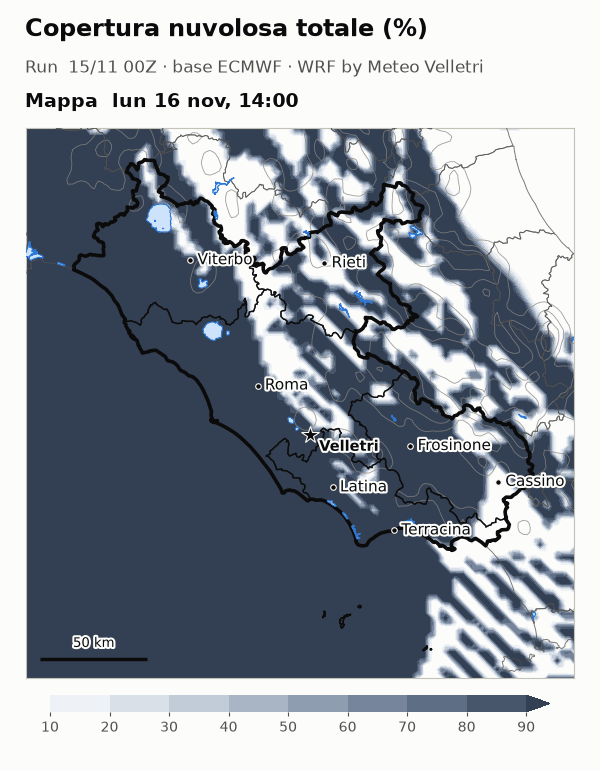 Copertura nuvolosa totale (%)
Run  15/11 00Z · base ECMWF · WRF by Meteo Velletri
Mappa  lun 16 nov, 14:00
Viterbo
Rieti
Roma
Velletri
Frosinone
Latina
Cassino
Terracina
50 km
10 20 30 40 50 60 70 80 90